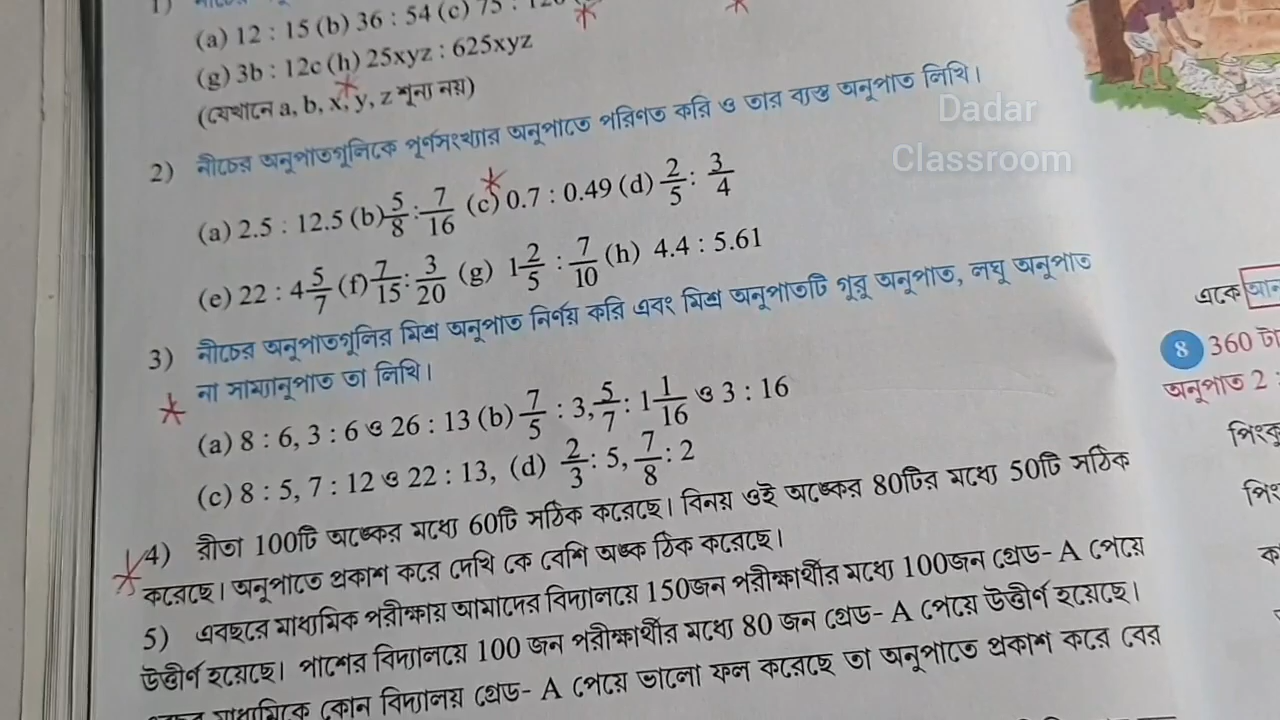 1)
(a) 12 : 15 (b) 36 : 54 (c) 75 :
(g) 3b : 12c (h) 25xyz : 625xyz
(যেখানে a, b, x, y, z শূন্য নয়)
2) নীচের অনুপাতগুলিকে পূর্ণসংখ্যার অনুপাতে পরিণত করি ও তার ব্যস্ত অনুপাত লিখি।
(a) 2.5 : 12.5 (b) 5/8 : 7/16 (c) 0.7 : 0.49 (d) 2/5 : 3/4
(e) 22 : 4 5/7 (f) 7/15 : 3/20 (g) 1 2/5 : 7/10 (h) 4.4 : 5.61
3) নীচের অনুপাতগুলির মিশ্র অনুপাত নির্ণয় করি এবং মিশ্র অনুপাতটি গুরু অনুপাত, লঘু অনুপাত
না সাম্যানুপাত তা লিখি।
(a) 8 : 6, 3 : 6 ও 26 : 13 (b) 7/5 : 3, 5/7 : 1 1/16 ও 3 : 16
(c) 8 : 5, 7 : 12 ও 22 : 13, (d) 2/3 : 5, 7/8 : 2
4) রীতা 100টি অঙ্কের মধ্যে 60টি সঠিক করেছে। বিনয় ওই অঙ্কের 80টির মধ্যে 50টি সঠিক
করেছে। অনুপাতে প্রকাশ করে দেখি কে বেশি অঙ্ক ঠিক করেছে।
5) এবছরে মাধ্যমিক পরীক্ষায় আমাদের বিদ্যালয়ে 150জন পরীক্ষার্থীর মধ্যে 100জন গ্রেড- A পেয়ে
উত্তীর্ণ হয়েছে। পাশের বিদ্যালয়ে 100 জন পরীক্ষার্থীর মধ্যে 80 জন গ্রেড- A পেয়ে উত্তীর্ণ হয়েছে।
মাধ্যমিকে কোন বিদ্যালয় গ্রেড- A পেয়ে ভালো ফল করেছে তা অনুপাতে প্রকাশ করে বের
Dadar
Classroom
একে
8 360
অনুপাত 2 :